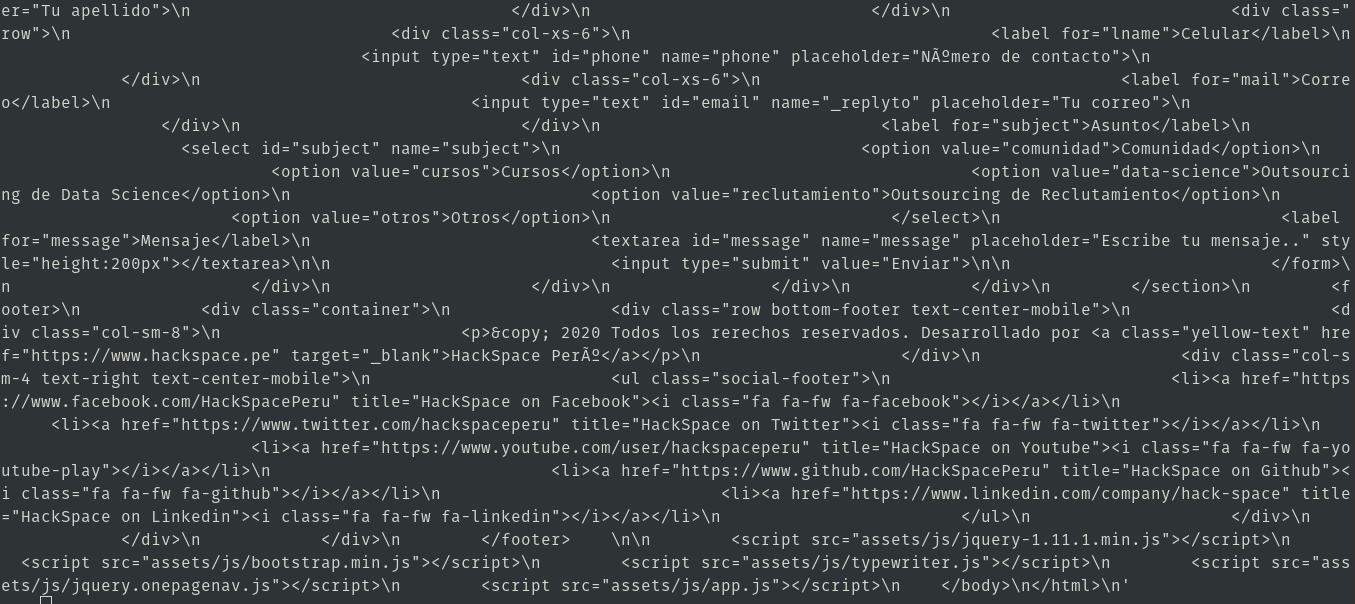 er="Tu apellido">\n                                </div>\n                            </div>\n                            <div class="
row">\n                                <div class="col-xs-6">\n                                    <label for="lname">Celular</label>\n
                                    <input type="text" id="phone" name="phone" placeholder="NÃºmero de contacto">\n
            </div>\n                                <div class="col-xs-6">\n                                    <label for="mail">Corre
o</label>\n                                    <input type="text" id="email" name="_replyto" placeholder="Tu correo">\n
                </div>\n                            </div>\n                            <label for="subject">Asunto</label>\n
                  <select id="subject" name="subject">\n                              <option value="comunidad">Comunidad</option>\n
                           <option value="cursos">Cursos</option>\n                              <option value="data-science">Outsourci
ng de Data Science</option>\n                              <option value="reclutamiento">Outsourcing de Reclutamiento</option>\n
                       <option value="otros">Otros</option>\n                            </select>\n                            <label
for="message">Mensaje</label>\n                            <textarea id="message" name="message" placeholder="Escribe tu mensaje.." sty
le="height:200px"></textarea>\n\n                            <input type="submit" value="Enviar">\n\n                          </form>\
n                        </div>\n                    </div>\n                </div>\n            </div>\n        </section>\n        <f
ooter>\n            <div class="container">\n                <div class="row bottom-footer text-center-mobile">\n                    <d
iv class="col-sm-8">\n                        <p>&copy; 2020 Todos los rerechos reservados. Desarrollado por <a class="yellow-text" hre
f="https://www.hackspace.pe" target="_blank">HackSpace PerÃº</a></p>\n                    </div>\n                    <div class="col-s
m-4 text-right text-center-mobile">\n                        <ul class="social-footer">\n                            <li><a href="https
://www.facebook.com/HackSpacePeru" title="HackSpace on Facebook"><i class="fa fa-fw fa-facebook"></i></a></li>\n
     <li><a href="https://www.twitter.com/hackspaceperu" title="HackSpace on Twitter"><i class="fa fa-fw fa-twitter"></i></a></li>\n
                         <li><a href="https://www.youtube.com/user/hackspaceperu" title="HackSpace on Youtube"><i class="fa fa-fw fa-yo
utube-play"></i></a></li>\n                            <li><a href="https://www.github.com/HackSpacePeru" title="HackSpace on Github"><
i class="fa fa-fw fa-github"></i></a></li>\n                            <li><a href="https://www.linkedin.com/company/hack-space" title
="HackSpace on Linkedin"><i class="fa fa-fw fa-linkedin"></i></a></li>\n                        </ul>\n                    </div>\n
            </div>\n            </div>\n        </footer>    \n\n        <script src="assets/js/jquery-1.11.1.min.js"></script>\n
  <script src="assets/js/bootstrap.min.js"></script>\n        <script src="assets/js/typewriter.js"></script>\n        <script src="ass
ets/js/jquery.onepagenav.js"></script>\n        <script src="assets/js/app.js"></script>\n    </body>\n</html>\n'